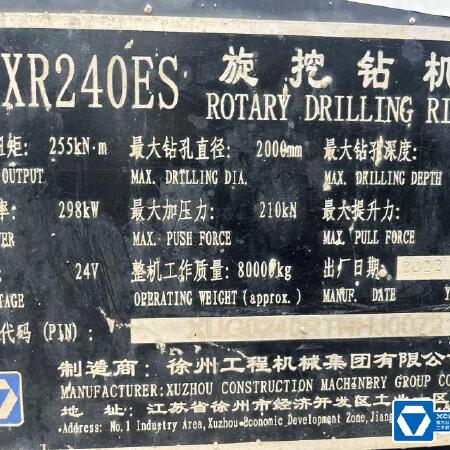 XR240ES 旋挖钻机
ROTARY DRILLING RI
矩: 255kN·m 最大钻孔直径: 2000mm 最大钻孔深度:
OUTPUT MAX. DRILLING DIA. MAX. DRILLING DEPTH
率: 298kW 最大加压力: 210kN 最大提升力:
WER MAX. PUSH FORCE MAX. PULL FORCE
24V 整机工作质量: 80000kg 出厂日期: 2022
TAGE OPERATING WEIGHT (approx.) MANUF. DATE Y
代码 (PIN):
制造商: 徐州工程机械集团有限公
MANUFACTURER: XUZHOU CONSTRUCTION MACHINERY GROUP CO
地 址: 江苏省徐州市经济开发区工业一区
Address: No.1 Industry Area, Xuzhou Economic Development Zone, Jiang